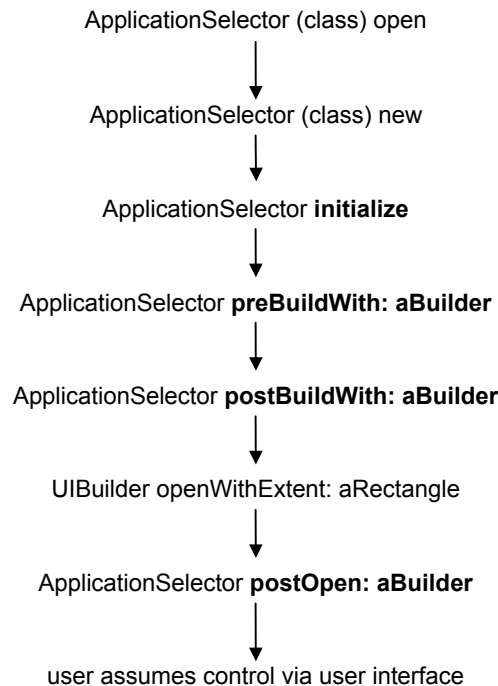 ApplicationSelector (class) open
ApplicationSelector (class) new
ApplicationSelector initialize
ApplicationSelector preBuildWith: aBuilder
ApplicationSelector postBuildWith: aBuilder
UIBuilder openWithExtent: aRectangle
ApplicationSelector postOpen: aBuilder
user assumes control via user interface